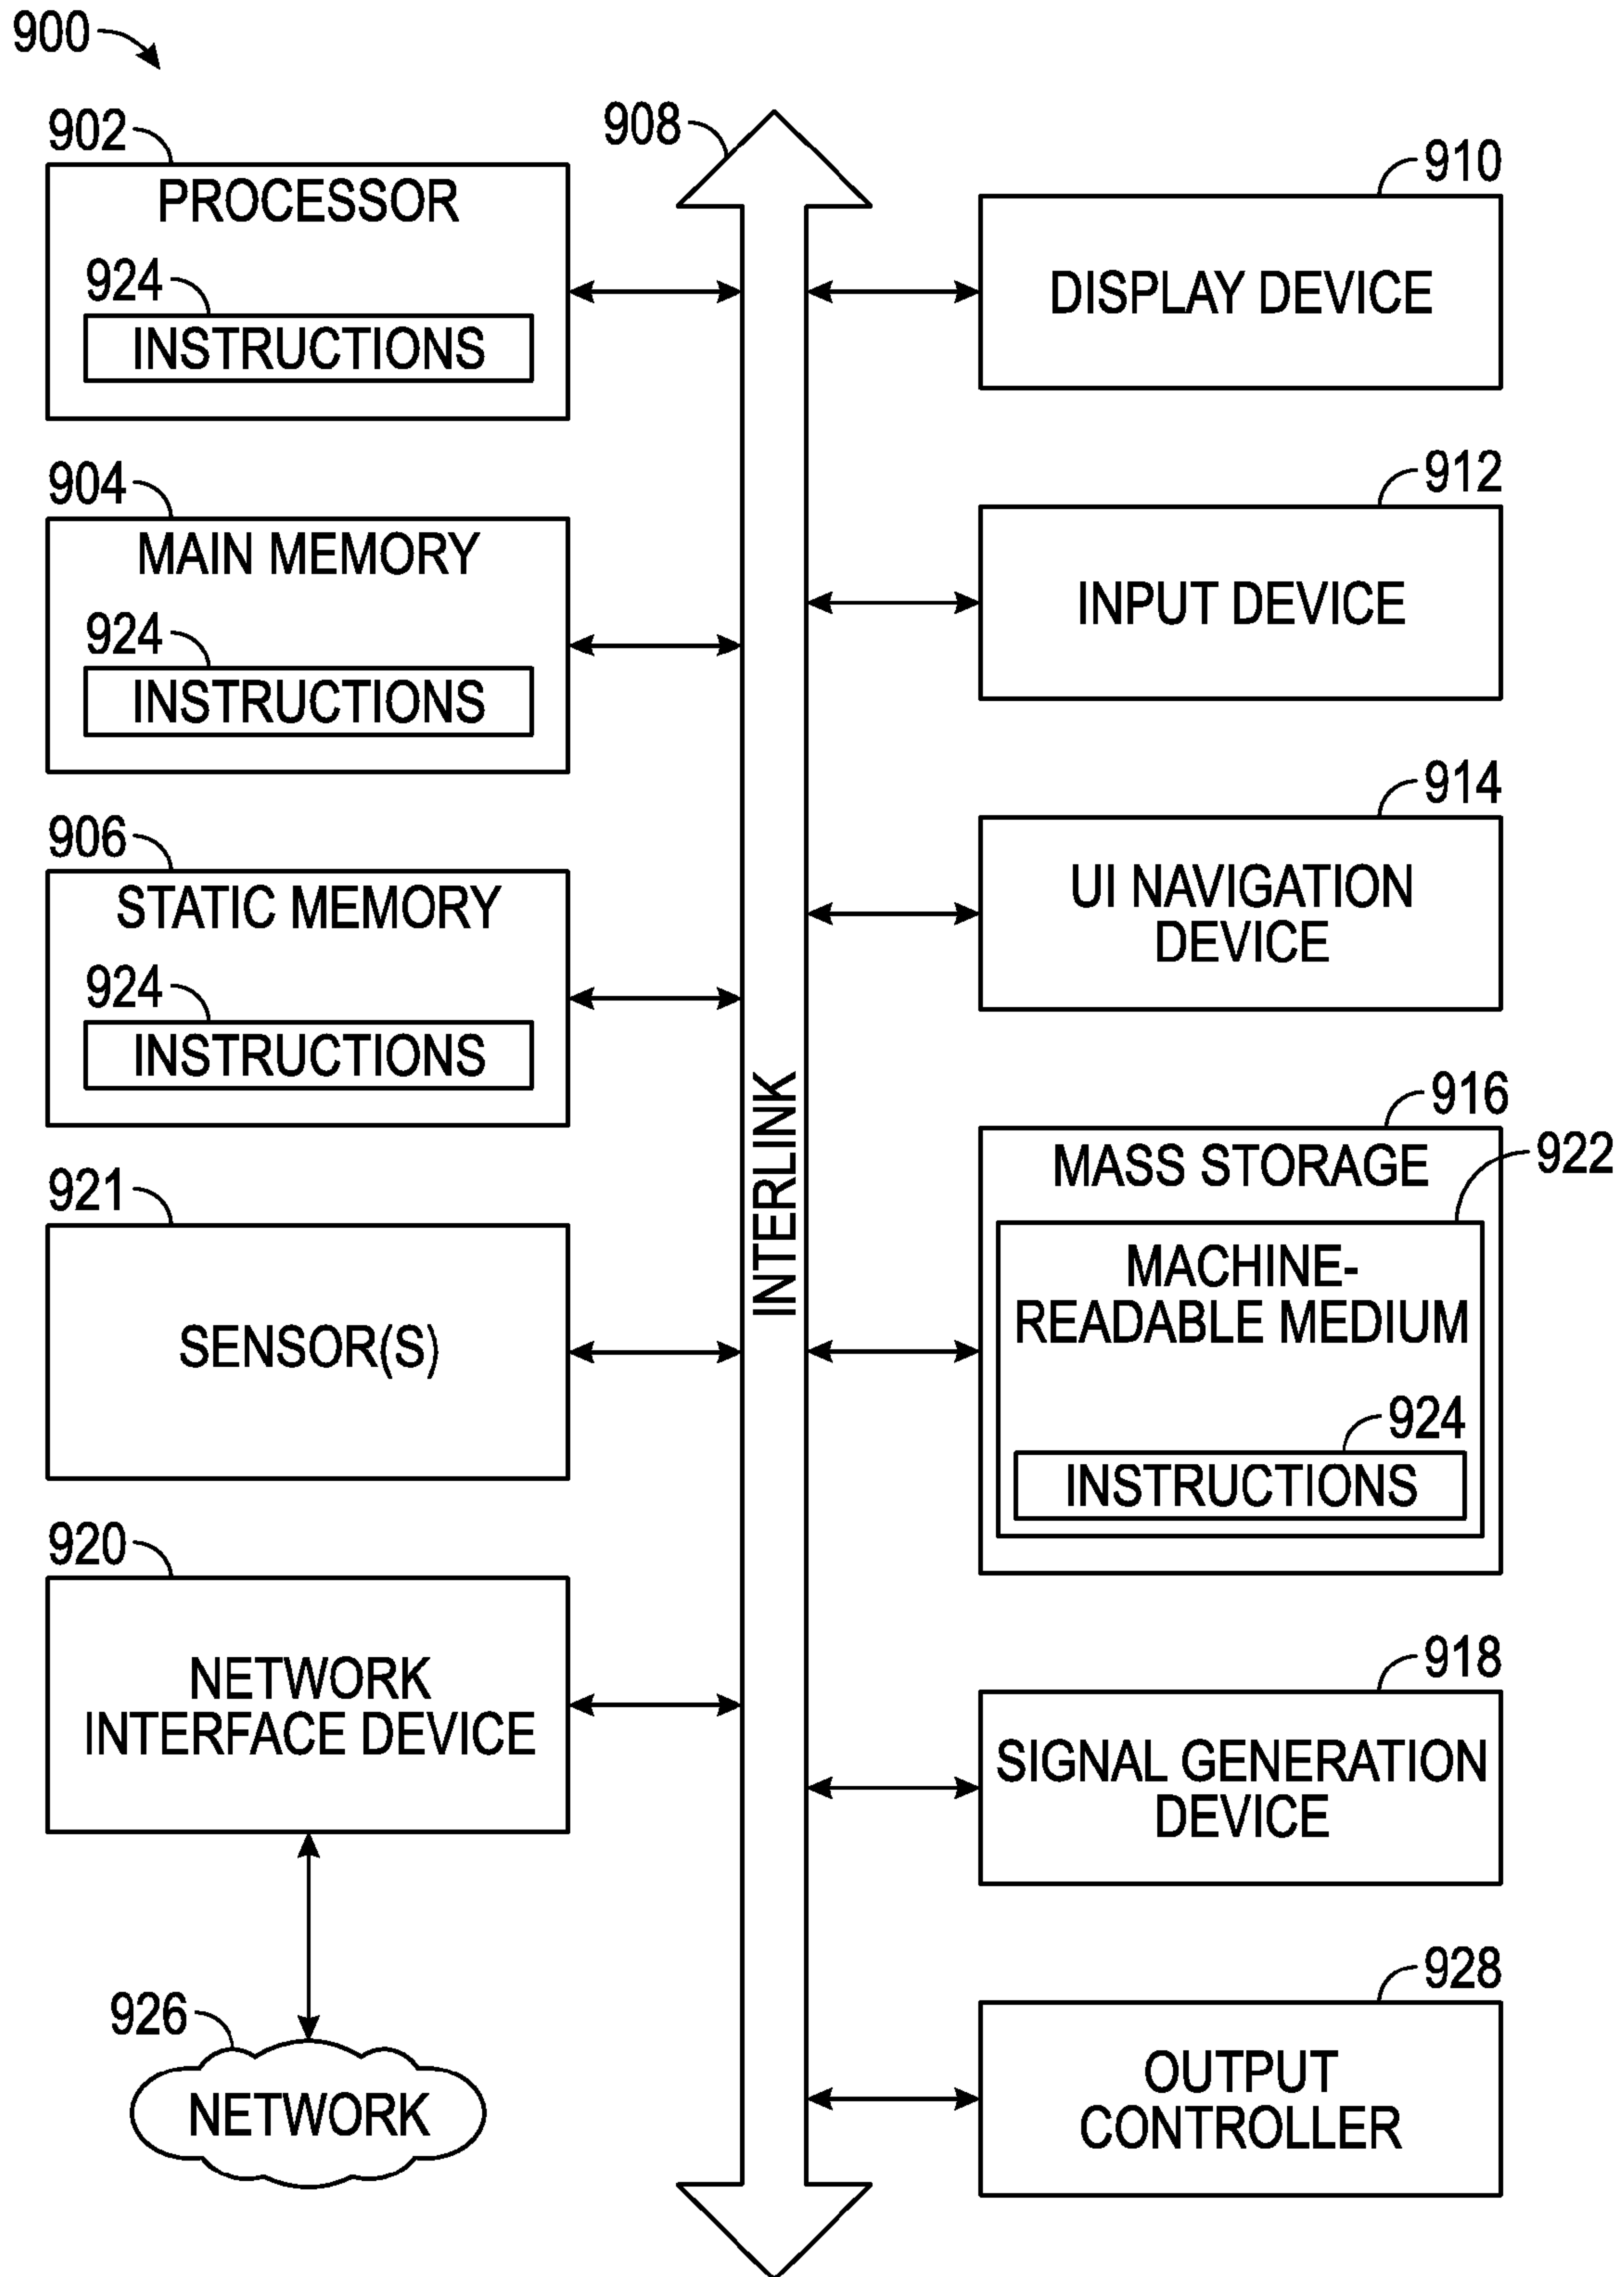 900
902
PROCESSOR
924
INSTRUCTIONS
904
MAIN MEMORY
924
INSTRUCTIONS
906
STATIC MEMORY
924
INSTRUCTIONS
921
SENSOR(S)
920
NETWORK
INTERFACE DEVICE
926
NETWORK
908
INTERLINK
910
DISPLAY DEVICE
912
INPUT DEVICE
914
UI NAVIGATION
DEVICE
916
MASS STORAGE
922
MACHINE-
READABLE MEDIUM
924
INSTRUCTIONS
918
SIGNAL GENERATION
DEVICE
928
OUTPUT
CONTROLLER